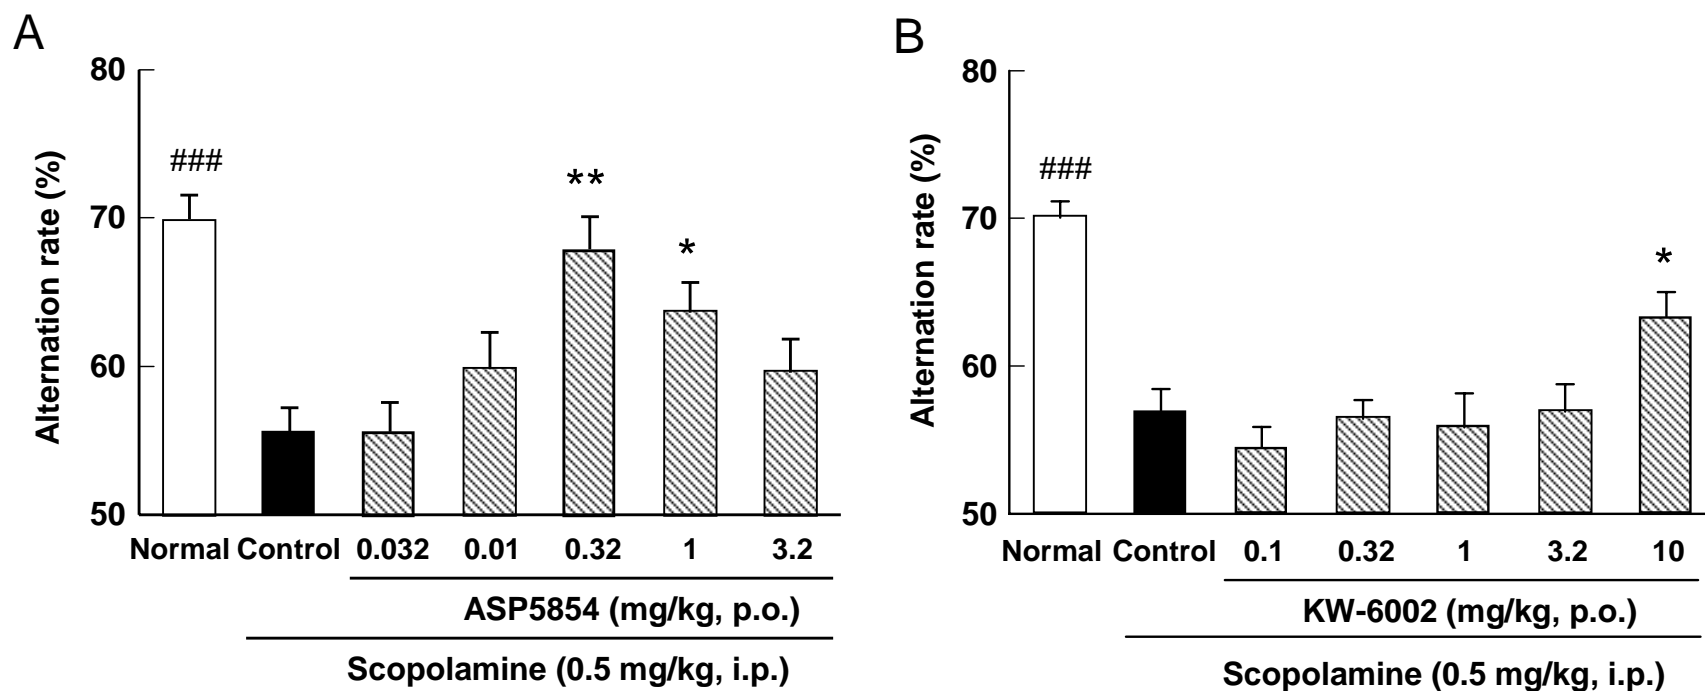 A
Alternation rate (%)
80
70
60
50
###
**
*
Normal Control 0.032 0.01 0.32 1 3.2
ASP5854 (mg/kg, p.o.)
Scopolamine (0.5 mg/kg, i.p.)
B
Alternation rate (%)
80
70
60
50
###
*
Normal Control 0.1 0.32 1 3.2 10
KW-6002 (mg/kg, p.o.)
Scopolamine (0.5 mg/kg, i.p.)